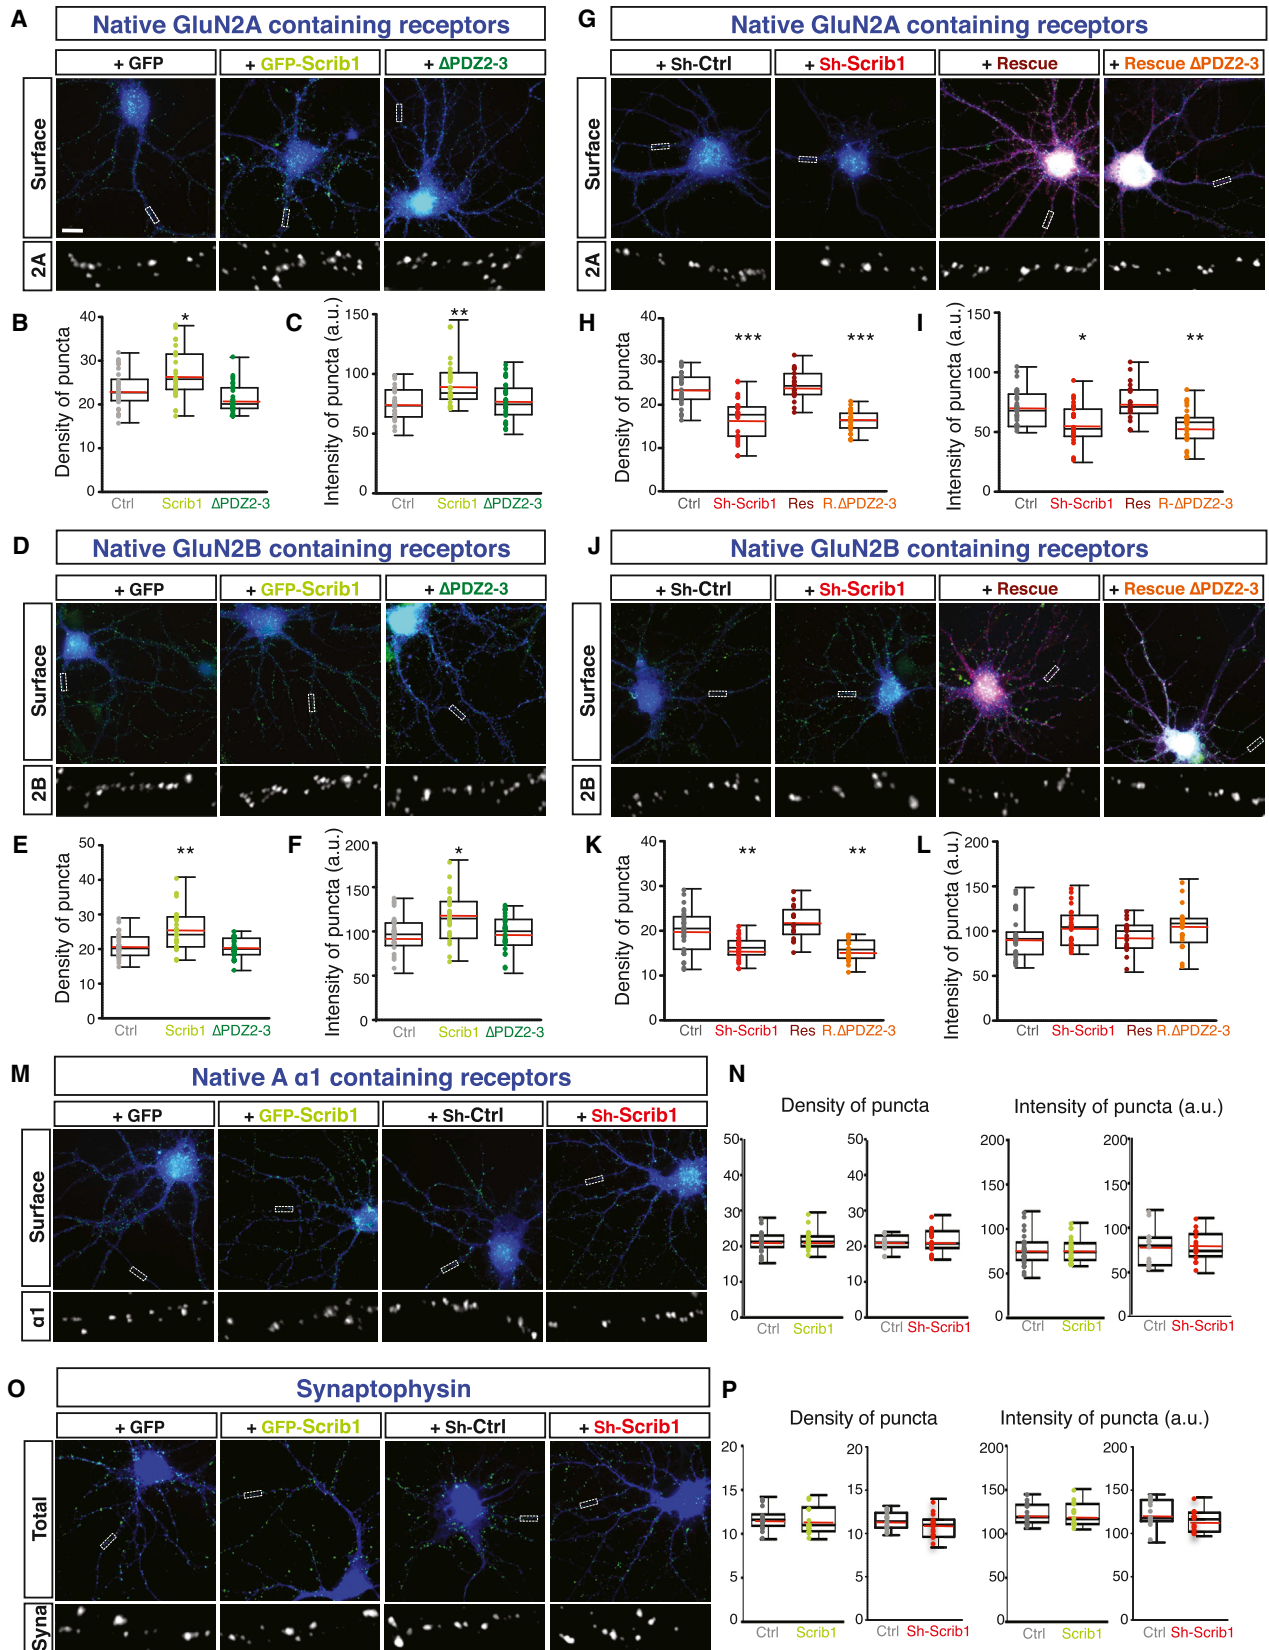 A
Native GluN2A containing receptors
+ GFP
+ GFP-Scrib1
+ ΔPDZ2-3
Surface
2A
B
Density of puncta
40
30
20
10
0
*
Ctrl
Scrib1
ΔPDZ2-3
C
Intensity of puncta (a.u.)
150
100
50
0
**
Ctrl
Scrib1
ΔPDZ2-3
G
Native GluN2A containing receptors
+ Sh-Ctrl
+ Sh-Scrib1
+ Rescue
+ Rescue ΔPDZ2-3
Surface
2A
H
Density of puncta
40
30
20
10
0
***
***
Ctrl
Sh-Scrib1
Res
R.ΔPDZ2-3
I
Intensity of puncta (a.u.)
150
100
50
0
*
**
Ctrl
Sh-Scrib1
Res
R-ΔPDZ2-3
D
Native GluN2B containing receptors
+ GFP
+ GFP-Scrib1
+ ΔPDZ2-3
Surface
2B
E
Density of puncta
50
40
30
20
10
0
**
Ctrl
Scrib1
ΔPDZ2-3
F
Intensity of puncta (a.u.)
200
150
100
50
0
*
Ctrl
Scrib1
ΔPDZ2-3
J
Native GluN2B containing receptors
+ Sh-Ctrl
+ Sh-Scrib1
+ Rescue
+ Rescue ΔPDZ2-3
Surface
2B
K
Density of puncta
40
30
20
10
0
**
**
Ctrl
Sh-Scrib1
Res
R.ΔPDZ2-3
L
Intensity of puncta (a.u.)
200
150
100
50
0
Ctrl
Sh-Scrib1
Res
R.ΔPDZ2-3
M
Native A α1 containing receptors
+ GFP
+ GFP-Scrib1
+ Sh-Ctrl
+ Sh-Scrib1
Surface
α1
N
Density of puncta
Intensity of puncta (a.u.)
50
40
30
20
10
0
Ctrl
Scrib1
50
40
30
20
10
0
Ctrl
Sh-Scrib1
200
150
100
50
0
Ctrl
Scrib1
200
150
100
50
0
Ctrl
Sh-Scrib1
O
Synaptophysin
+ GFP
+ GFP-Scrib1
+ Sh-Ctrl
+ Sh-Scrib1
Total
Syna
P
Density of puncta
Intensity of puncta (a.u.)
20
15
10
5
0
Ctrl
Scrib1
20
15
10
5
0
Ctrl
Sh-Scrib1
200
150
100
50
0
Ctrl
Scrib1
200
150
100
50
0
Ctrl
Sh-Scrib1